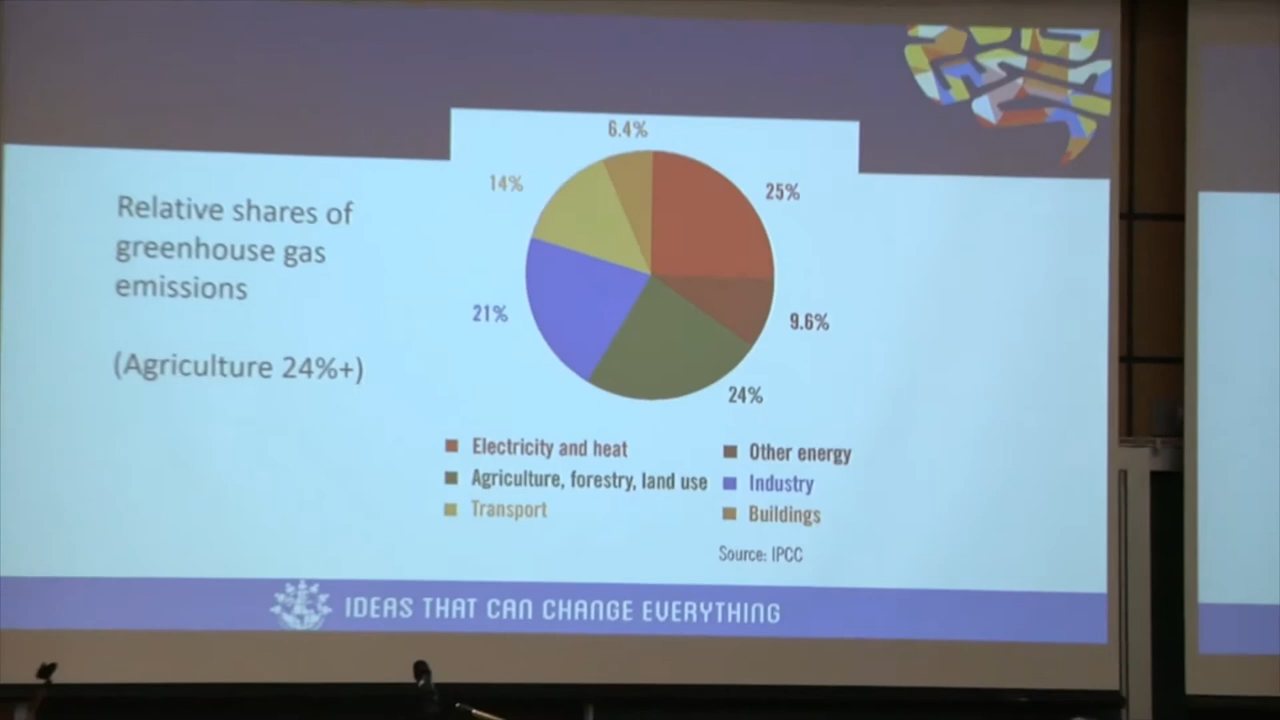 Relative shares of
greenhouse gas
emissions
(Agriculture 24%+)
6.4%
14%
25%
21%
9.6%
24%
Electricity and heat
Other energy
Agriculture, forestry, land use
Industry
Transport
Buildings
Source: IPCC
IDEAS THAT CAN CHANGE EVERYTHING